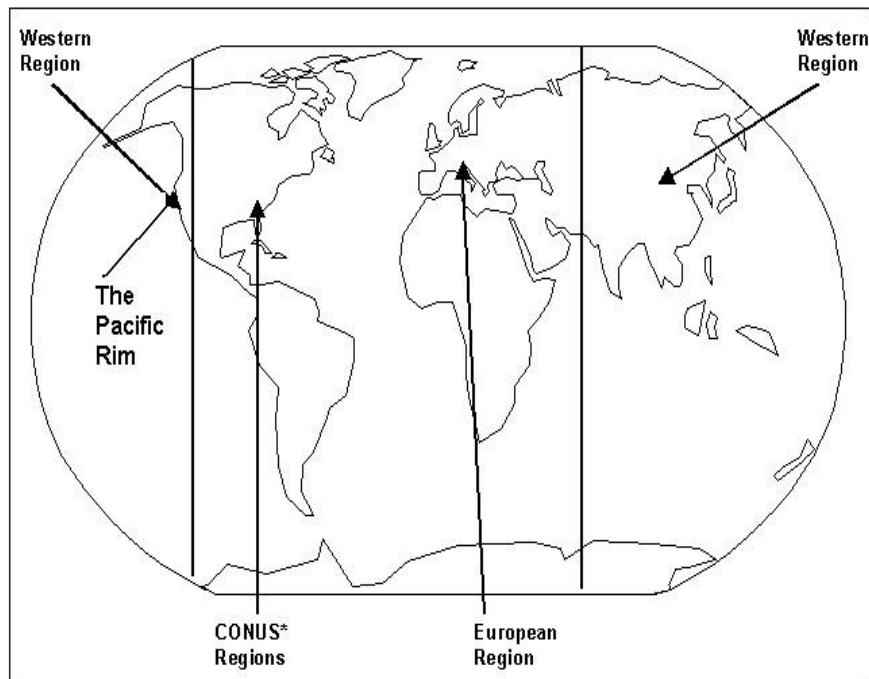 Western
Region
Western
Region
The
Pacific
Rim
CONUS*
Regions
European
Region